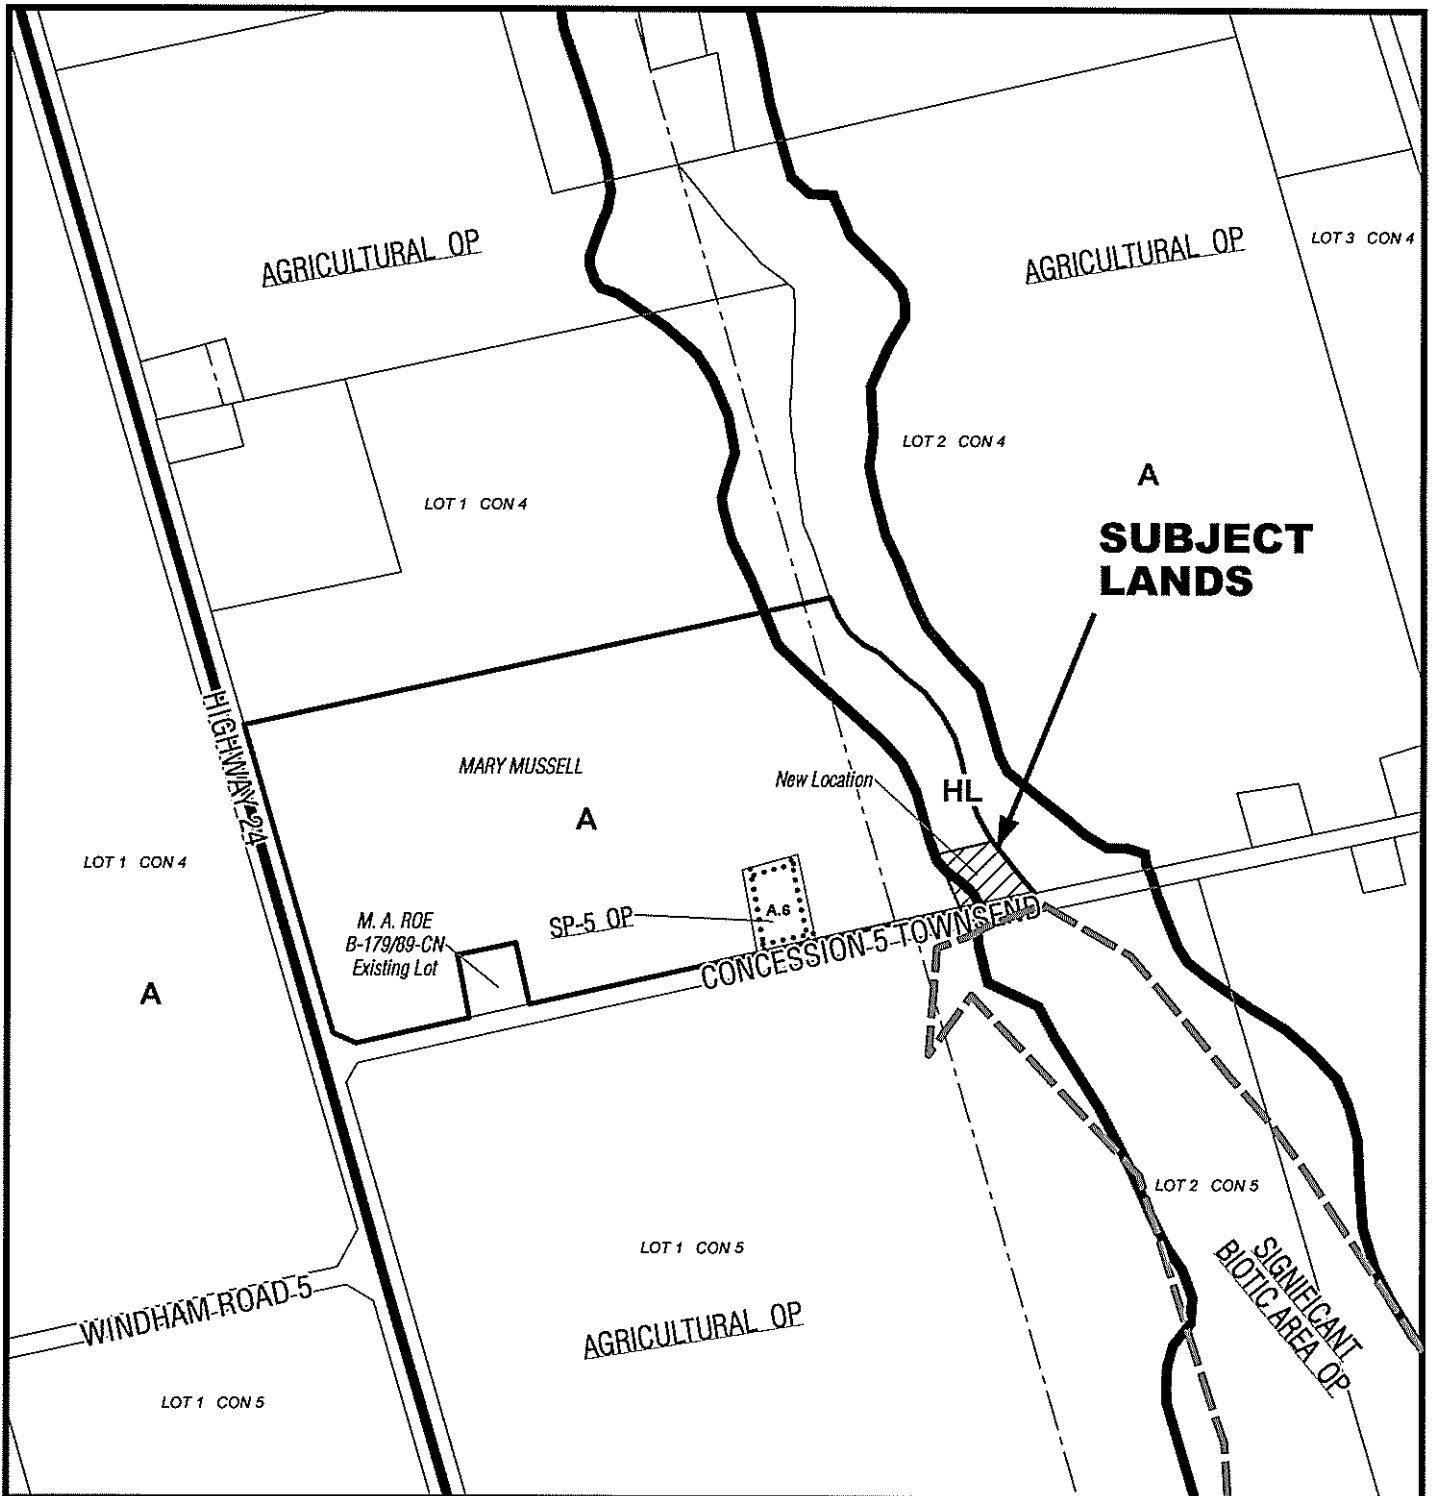 AGRICULTURAL OP
AGRICULTURAL OP
LOT 3 CON 4
LOT 2 CON 4
A
LOT 1 CON 4
SUBJECT
LANDS
HIGHWAY 24
MARY MUSSELL
New Location
HL
A
LOT 1 CON 4
M. A. ROE
B-179/89-CN
Existing Lot
SP-5 OP
A.6
CONCESSION 5 TOWNSEND
A
LOT 2 CON 5
LOT 1 CON 5
SIGNIFICANT
BIOTIC AREA OP
WINDHAM ROAD 5
AGRICULTURAL OP
LOT 1 CON 5